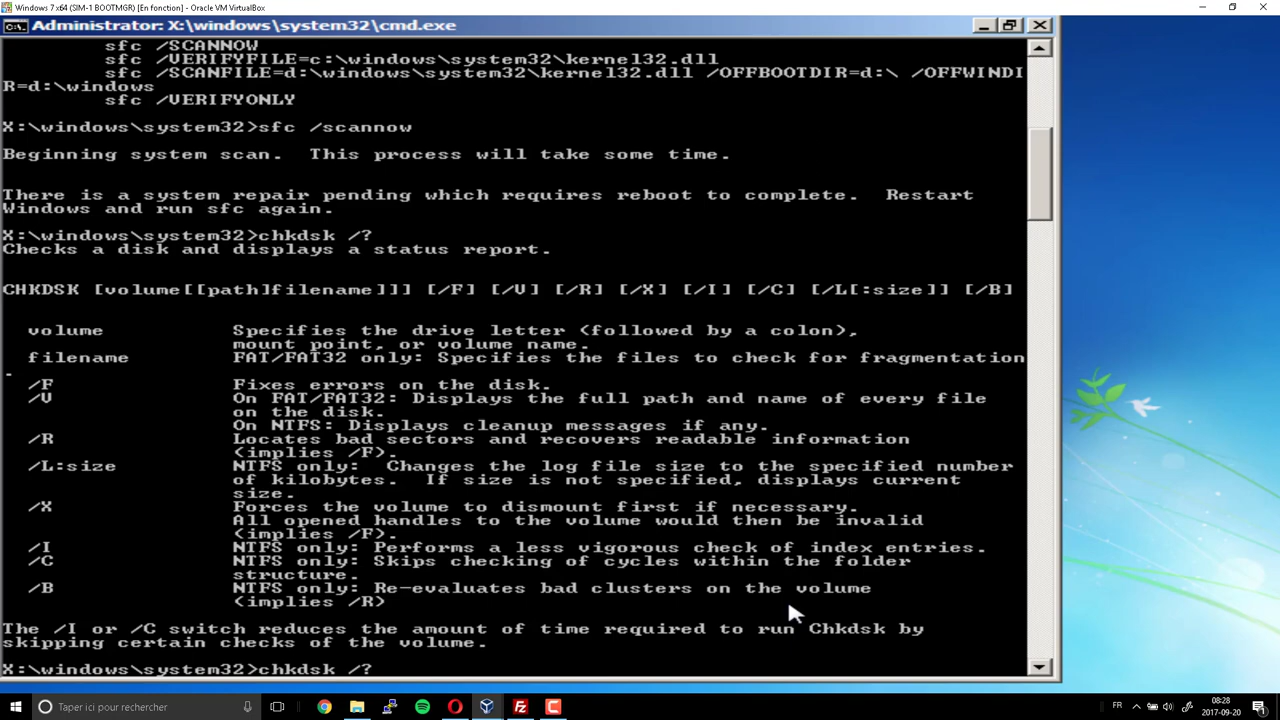 Windows 7 x64 (SIM-1 BOOTMGR) [En fonction] - Oracle VM VirtualBox
Administrator: X:\windows\system32\cmd.exe
sfc /SCANNOW
sfc /VERIFYFILE=c:\windows\system32\kernel32.dll
sfc /SCANFILE=d:\windows\system32\kernel32.dll /OFFBOOTDIR=d:\ /OFFWINDI
R=d:\windows
sfc /VERIFYONLY
X:\windows\system32>sfc /scannow
Beginning system scan.  This process will take some time.
There is a system repair pending which requires reboot to complete.  Restart
Windows and run sfc again.
X:\windows\system32>chkdsk /?
Checks a disk and displays a status report.
CHKDSK [volume[[path]filename]]] [/F] [/V] [/R] [/X] [/I] [/C] [/L[:size]] [/B]
volume Specifies the drive letter (followed by a colon),
mount point, or volume name.
filename FAT/FAT32 only: Specifies the files to check for fragmentation
.
/F Fixes errors on the disk.
/V On FAT/FAT32: Displays the full path and name of every file
on the disk.
On NTFS: Displays cleanup messages if any.
/R Locates bad sectors and recovers readable information
(implies /F).
/L:size NTFS only:  Changes the log file size to the specified number
of kilobytes.  If size is not specified, displays current
size.
/X Forces the volume to dismount first if necessary.
All opened handles to the volume would then be invalid
(implies /F).
/I NTFS only: Performs a less vigorous check of index entries.
/C NTFS only: Skips checking of cycles within the folder
structure.
/B NTFS only: Re-evaluates bad clusters on the volume
(implies /R)
The /I or /C switch reduces the amount of time required to run Chkdsk by
skipping certain checks of the volume.
X:\windows\system32>chkdsk /?
Taper ici pour rechercher
FR
08:28
2017-09-20